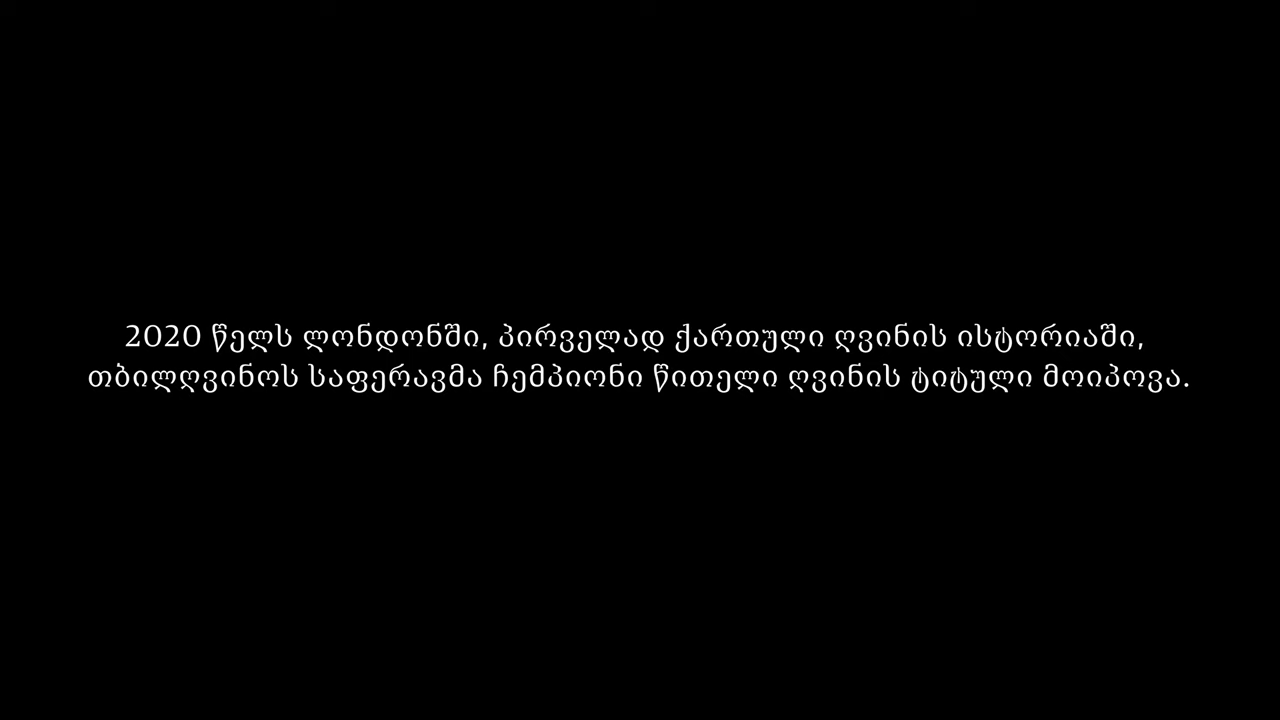 2020 წელს ლონდონში, პირველად ქართული ღვინის ისტორიაში,
თბილღვინოს საფერავმა ჩემპიონი წითელი ღვინის ტიტული მოიპოვა.